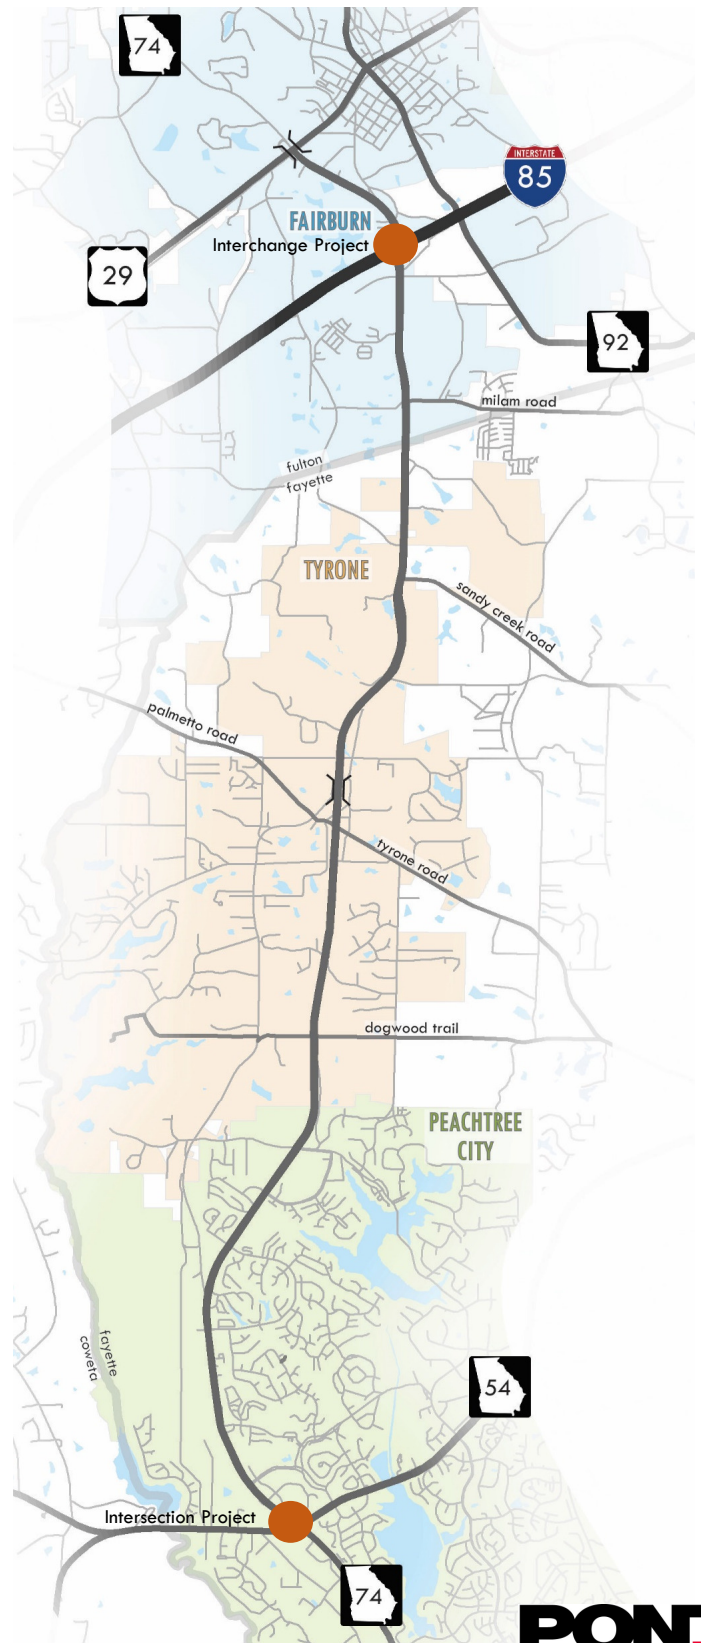 74
INTERSTATE
85
FAIRBURN
Interchange Project
29
92
milam road
fulton
fayette
TYRONE
sandy creek road
palmetto road
tyrone road
dogwood trail
PEACHTREE
CITY
fayette
coweta
54
Intersection Project
74